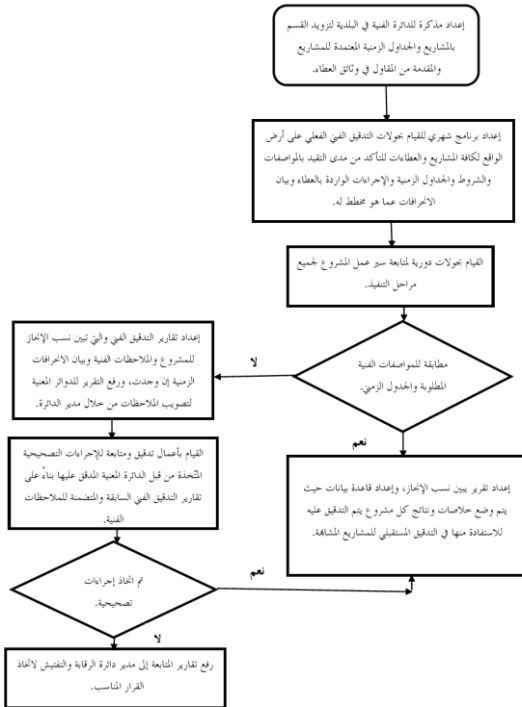 إعداد مذكرة للدائرة الفنية في البلدية لتزويد القسم
بالمشاريع والجداول الزمنية المعتمدة للمشاريع
والمقدمة من المقاول في وثائق العطاء.
إعداد برنامج شهري للقيام بجولات التدقيق الفني الفعلي على أرض
الواقع لكافة المشاريع والعطاءات للتأكد من مدى التقيد بالمواصفات
والشروط والجداول الزمنية والإجراءات الواردة بالعطاء وبيان
الانحرافات عما هو مخطط له.
القيام بجولات دورية لمتابعة سير عمل المشروع لجميع
مراحل التنفيذ.
مطابقة للمواصفات الفنية
المطلوبة والجدول الزمني.
لا
إعداد تقارير التدقيق الفني والتي تبين نسب الإنجاز
للمشروع والملاحظات الفنية وبيان الانحرافات
الزمنية إن وجدت، ورفع التقرير للدوائر المعنية
لتصويب الملاحظات من خلال مدير الدائرة.
نعم
القيام بأعمال تدقيق ومتابعة للإجراءات التصحيحية
المتخذة من قبل الدائرة المعنية المدقق عليها بناءً على
تقارير التدقيق الفني السابقة والمتضمنة للملاحظات
الفنية.
إعداد تقرير يبين نسب الإنجاز، وإعداد قاعدة بيانات حيث
يتم وضع خلاصات ونتائج كل مشروع يتم التدقيق عليه
للاستفادة منها في التدقيق المستقبلي للمشاريع المشابهة.
تم اتخاذ إجراءات
تصحيحية.
نعم
لا
رفع تقارير المتابعة إلى مدير دائرة الرقابة والتفتيش لاتخاذ
القرار المناسب.